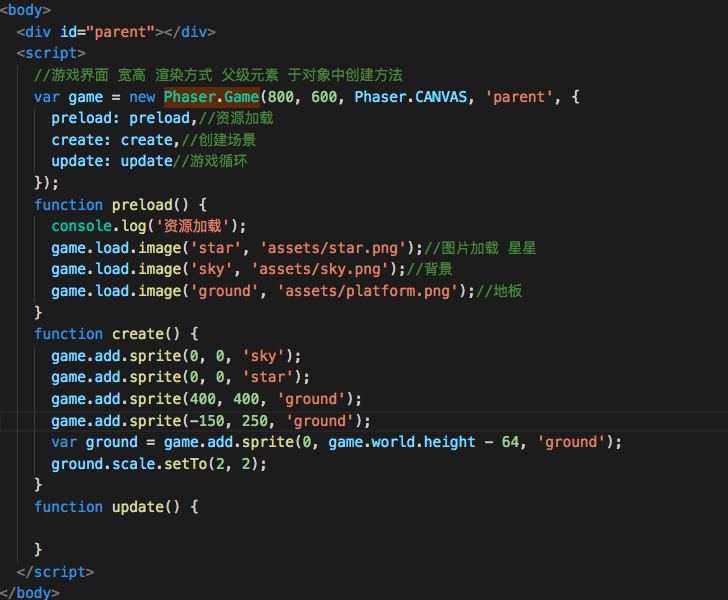 <body>
<div id="parent"></div>
<script>
//游戏界面 宽高 渲染方式 父级元素 于对象中创建方法
var game = new Phaser.Game(800, 600, Phaser.CANVAS, 'parent', {
preload: preload,//资源加载
create: create,//创建场景
update: update//游戏循环
});
function preload() {
console.log('资源加载');
game.load.image('star', 'assets/star.png');//图片加载 星星
game.load.image('sky', 'assets/sky.png');//背景
game.load.image('ground', 'assets/platform.png');//地板
}
function create() {
game.add.sprite(0, 0, 'sky');
game.add.sprite(0, 0, 'star');
game.add.sprite(400, 400, 'ground');
game.add.sprite(-150, 250, 'ground');
var ground = game.add.sprite(0, game.world.height - 64, 'ground');
ground.scale.setTo(2, 2);
}
function update() {
}
</script>
</body>